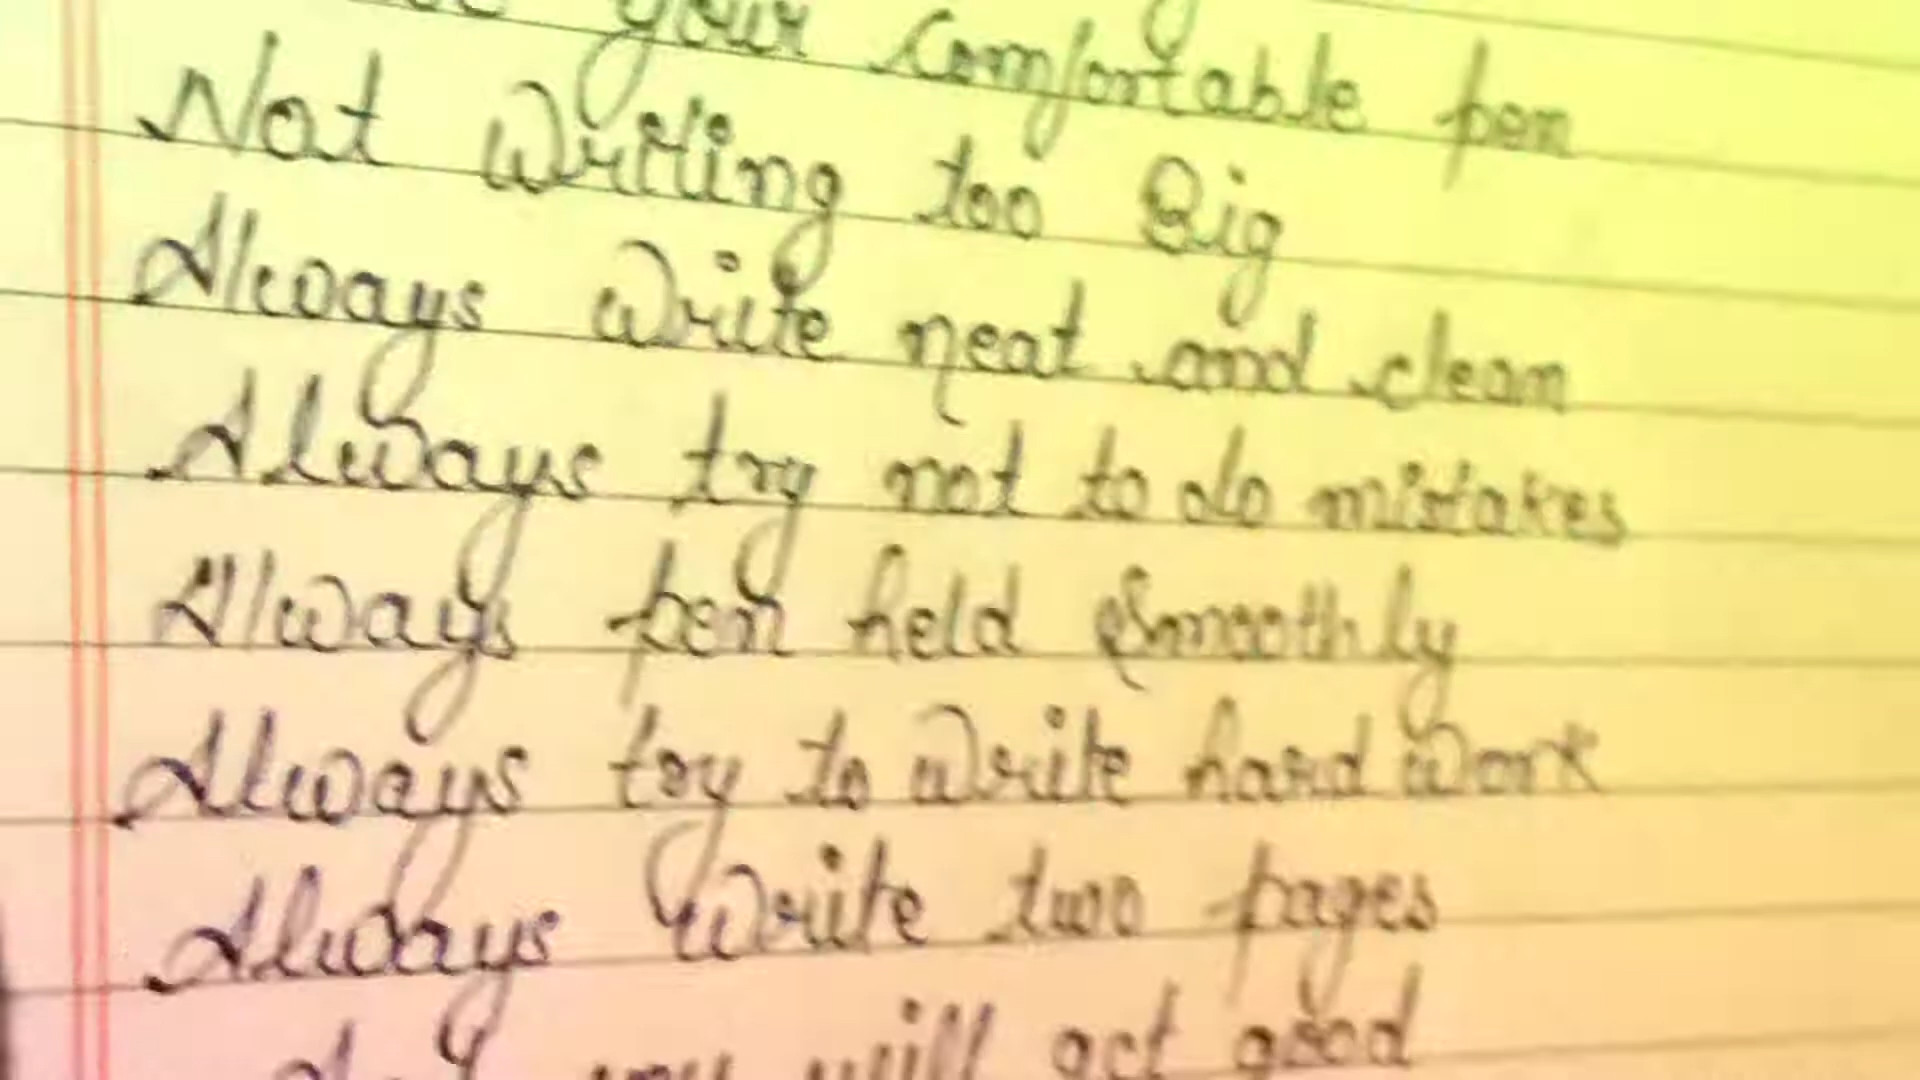 your comfortable pen
Not Writing too Big
Always Write neat and clean
Always try not to do mistakes
Always pen held Smoothly
Always try to Write hard Work
Always Write two pages
you will get good